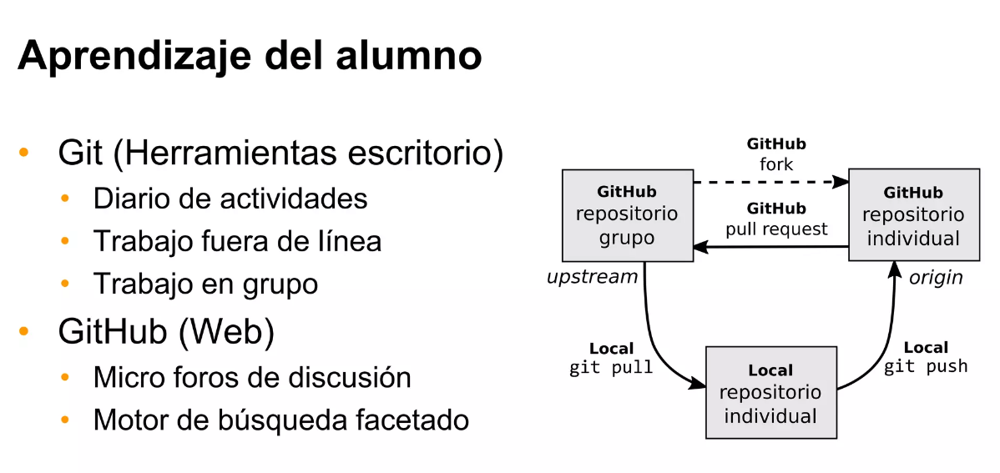 Aprendizaje del alumno
• Git (Herramientas escritorio)
• Diario de actividades
• Trabajo fuera de línea
• Trabajo en grupo
• GitHub (Web)
• Micro foros de discusión
• Motor de búsqueda facetado
GitHub
fork
GitHub
repositorio
grupo
GitHub
pull request
GitHub
repositorio
individual
upstream
origin
Local
git pull
Local
repositorio
individual
Local
git push